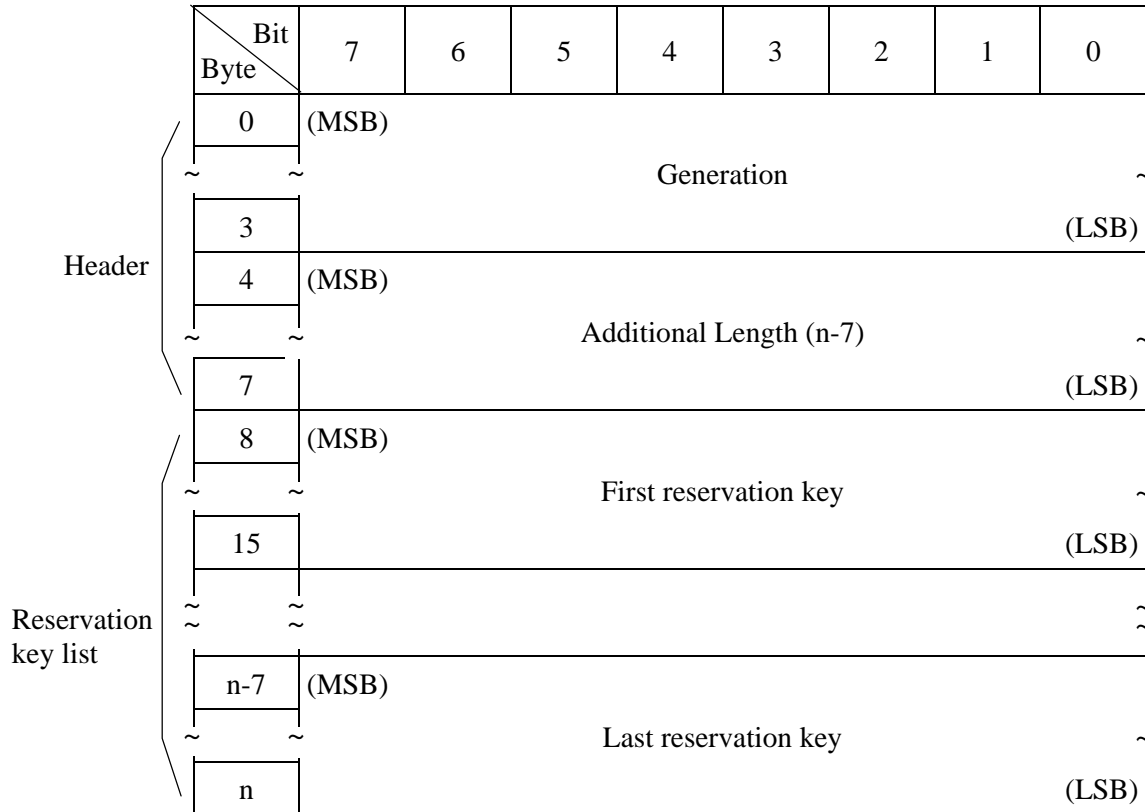 Bit
Byte 7 6 5 4 3 2 1 0
0 (MSB)
~ ~ Generation ~
3 (LSB)
Header
4 (MSB)
~ ~ Additional Length (n-7) ~
7 (LSB)
8 (MSB)
~ ~ First reservation key ~
15 (LSB)
~ ~ ~
~ ~ ~
Reservation
key list
n-7 (MSB)
~ ~ Last reservation key ~
n (LSB)